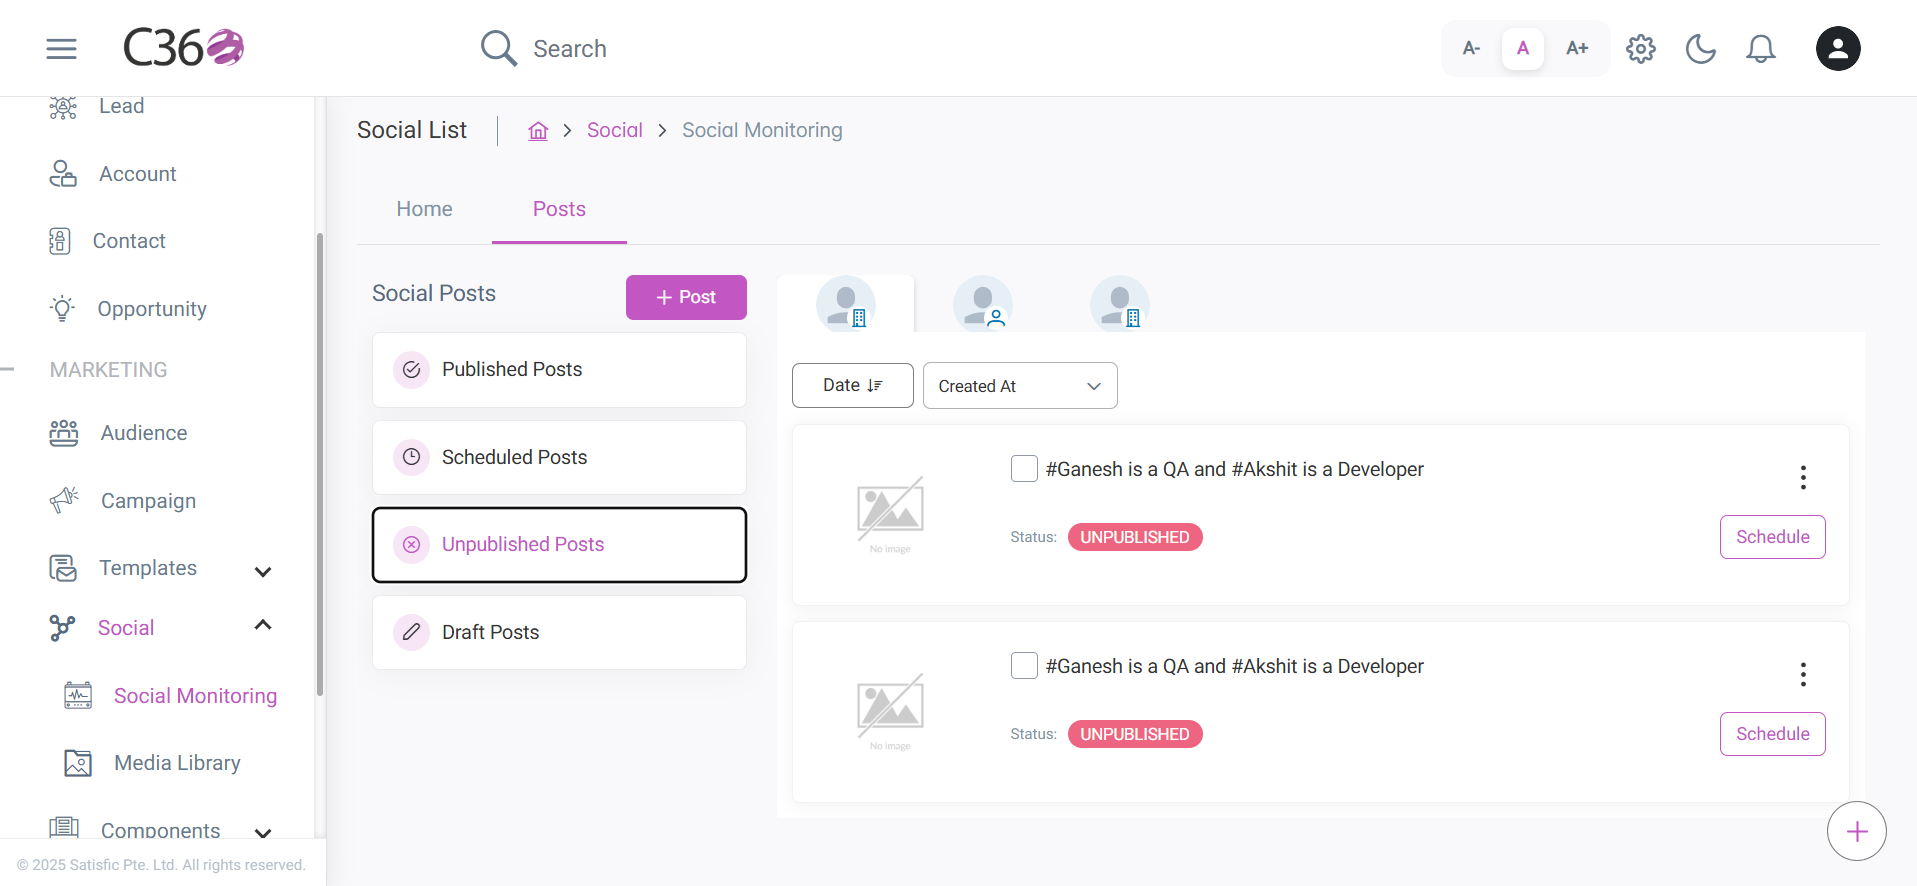 C360
Search
A-
A
A+
Lead
Account
Contact
Opportunity
MARKETING
Audience
Campaign
Templates
Social
Social Monitoring
Media Library
Components
© 2025 Satisfic Pte. Ltd. All rights reserved.
Social List
Social
Social Monitoring
Home
Posts
Social Posts
Post
Published Posts
Scheduled Posts
Unpublished Posts
Draft Posts
Date
Created At
#Ganesh is a QA and #Akshit is a Developer
No image
Status: UNPUBLISHED
Schedule
#Ganesh is a QA and #Akshit is a Developer
No image
Status: UNPUBLISHED
Schedule